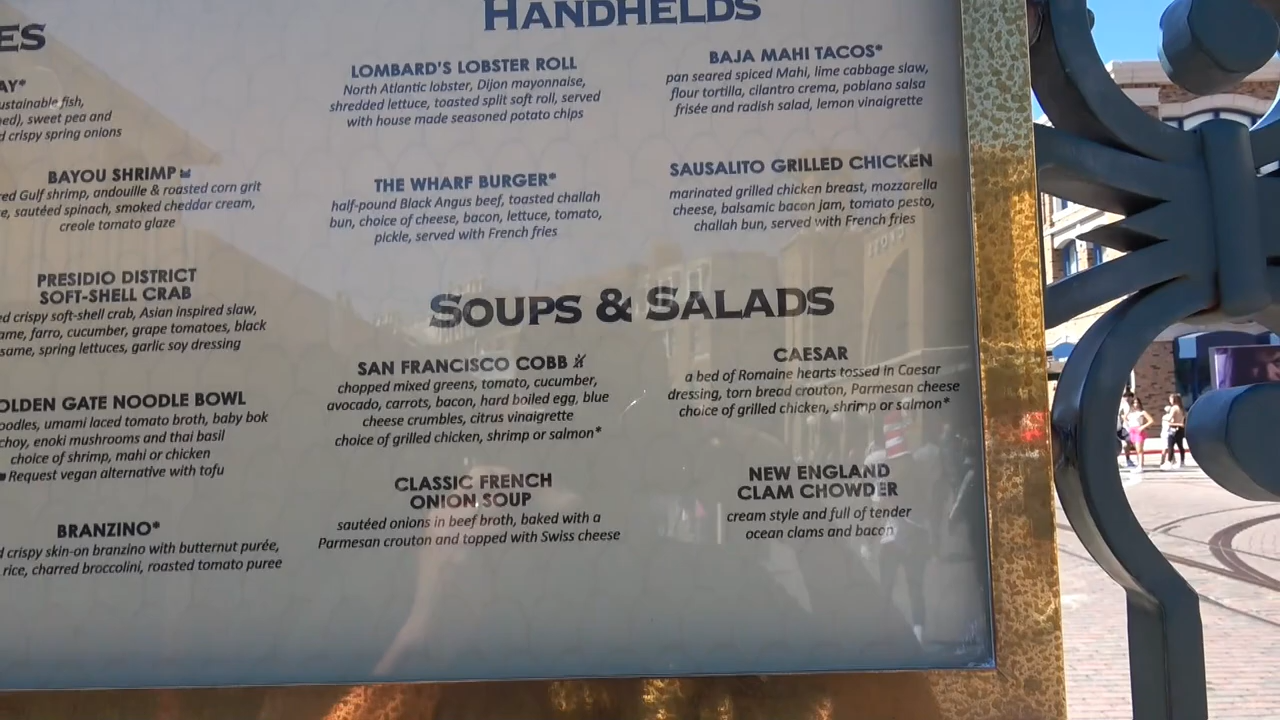 ES
AY*
ustainable fish,
ed), sweet pea and
d crispy spring onions
BAYOU SHRIMP
red Gulf shrimp, andouille & roasted corn grit
e, sautéed spinach, smoked cheddar cream,
creole tomato glaze
PRESIDIO DISTRICT
SOFT-SHELL CRAB
ed crispy soft-shell crab, Asian inspired slaw,
ame, farro, cucumber, grape tomatoes, black
same, spring lettuces, garlic soy dressing
OLDEN GATE NOODLE BOWL
oodles, umami laced tomato broth, baby bok
choy, enoki mushrooms and thai basil
choice of shrimp, mahi or chicken
Request vegan alternative with tofu
BRANZINO*
d crispy skin-on branzino with butternut purée,
rice, charred broccolini, roasted tomato puree
HANDHELDS
LOMBARD'S LOBSTER ROLL
North Atlantic lobster, Dijon mayonnaise,
shredded lettuce, toasted split soft roll, served
with house made seasoned potato chips
BAJA MAHI TACOS*
pan seared spiced Mahi, lime cabbage slaw,
flour tortilla, cilantro crema, poblana salsa
frisée and radish salad, lemon vinaigrette
THE WHARF BURGER*
half-pound Black Angus beef, toasted challah
bun, choice of cheese, bacon, lettuce, tomato,
pickle, served with French fries
SAUSALITO GRILLED CHICKEN
marinated grilled chicken breast, mozzarella
cheese, balsamic bacon jam, tomato pesto,
challah bun, served with French fries
SOUPS & SALADS
SAN FRANCISCO COBB
chopped mixed greens, tomato, cucumber,
avocado, carrots, bacon, hard boiled egg, blue
cheese crumbles, citrus vinaigrette
choice of grilled chicken, shrimp or salmon*
CAESAR
a bed of Romaine hearts tossed in Caesar
dressing, torn bread crouton, Parmesan cheese
choice of grilled chicken, shrimp or salmon*
CLASSIC FRENCH
ONION SOUP
sautéed onions in beef broth, baked with a
Parmesan crouton and topped with Swiss cheese
NEW ENGLAND
CLAM CHOWDER
cream style and full of tender
ocean clams and bacon